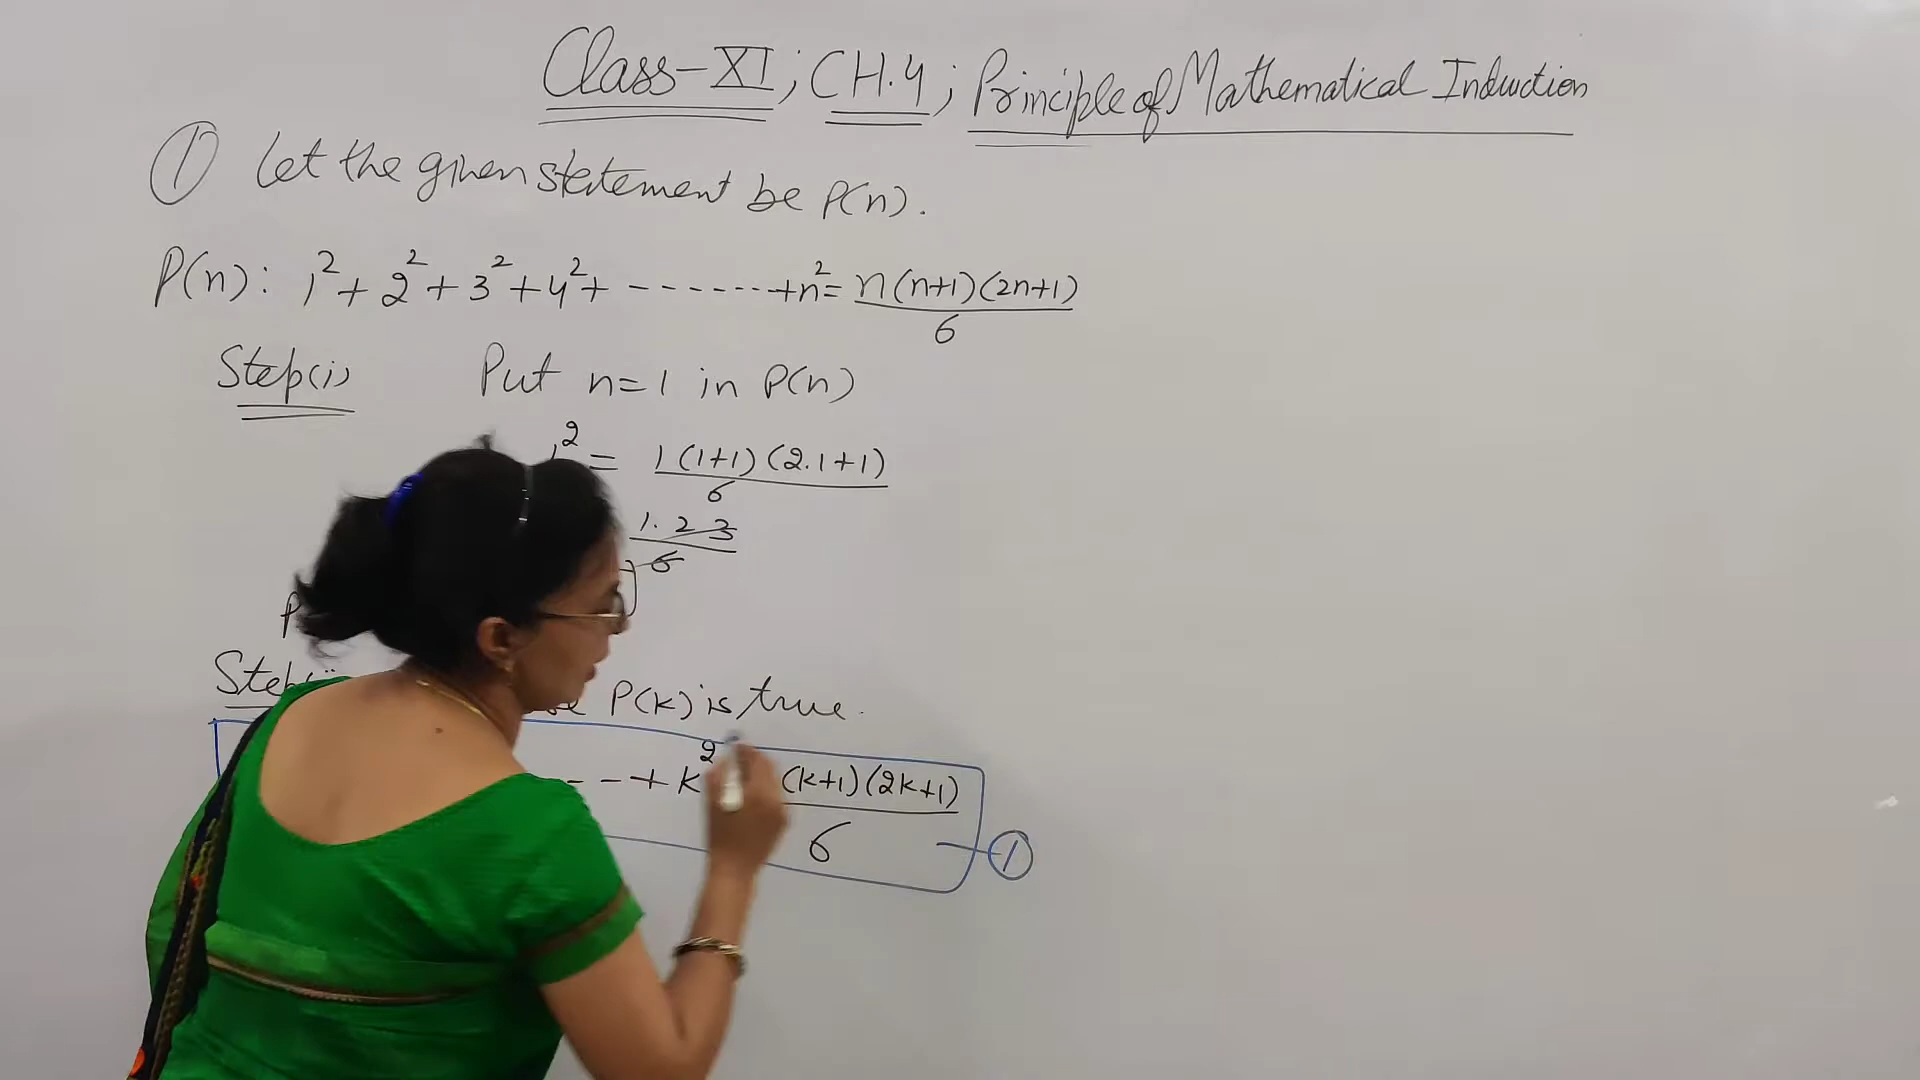 Class-XI; CH.4; Principle of Mathematical Induction
① Let the given statement be P(n).
P(n): 1² + 2² + 3² + 4² + -------+n² = n(n+1)(2n+1)/6
Step(i) Put n=1 in P(n)
1² = 1(1+1)(2.1+1)/6
1.2 3/6
P
Step P(k) is true.
--+k² (k+1)(2k+1)/6 —①